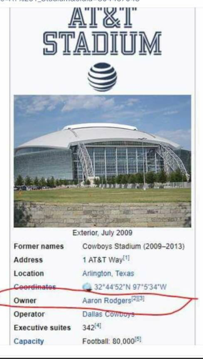 AT&T
STADIUM
Exterior, July 2009
Former names Cowboys Stadium (2009–2013)
Address 1 AT&T Way[1]
Location Arlington, Texas
Coordinates 32°44′52″N 97°5′34″W
Owner Aaron Rodgers[2][3]
Operator Dallas Cowboys
Executive suites 342[4]
Capacity Football: 80,000[5]